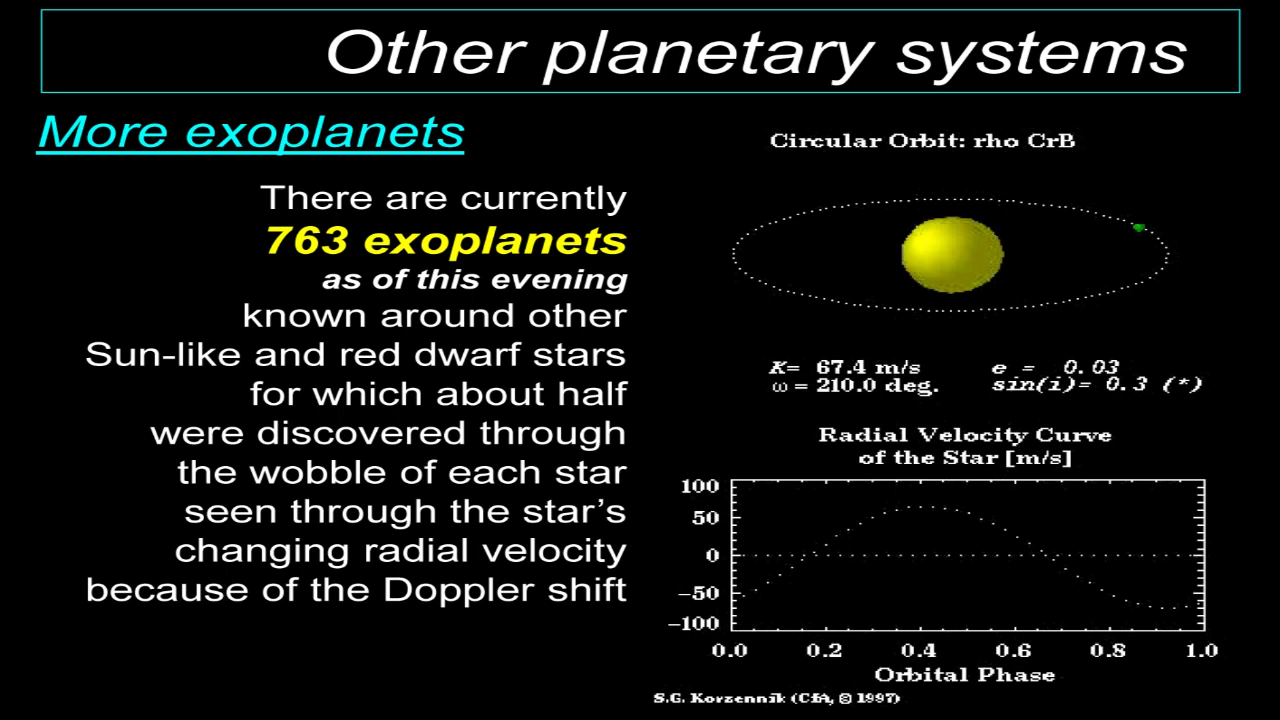 Other planetary systems
More exoplanets
There are currently
763 exoplanets
as of this evening
known around other
Sun-like and red dwarf stars
for which about half
were discovered through
the wobble of each star
seen through the star’s
changing radial velocity
because of the Doppler shift
Circular Orbit: rho CrB
K= 67.4 m/s e = 0.03
ω = 210.0 deg. sin(i)= 0.3 (*)
Radial Velocity Curve
of the Star [m/s]
100
50
0
−50
−100
0.0 0.2 0.4 0.6 0.8 1.0
Orbital Phase
S.G. Korzennik (CfA, © 1997)